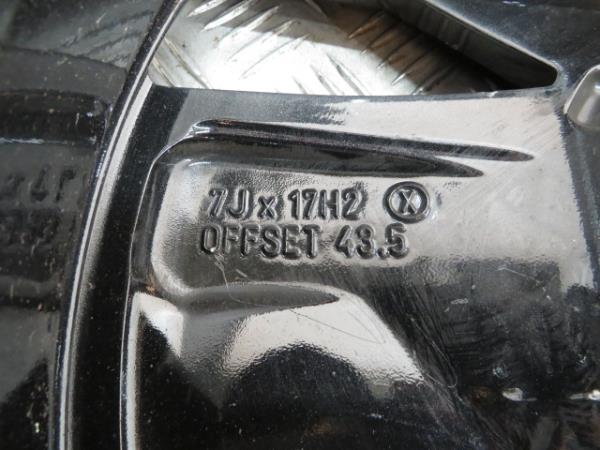 7J x 17H2 Ⓧ
OFFSET 43.5